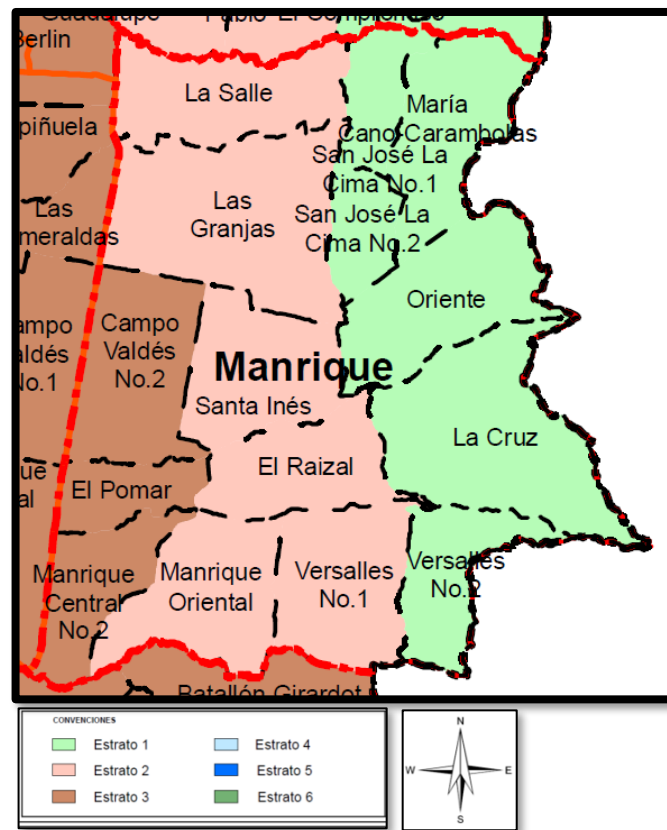 Berlin
La Salle
María
Cano-Carambolas
San José La
Cima No.1
Las
Granjas
San José La
Cima No.2
Las
Oriente
Campo
Valdés
No.2
No.1
Manrique
Santa Inés
La Cruz
El Raizal
El Pomar
Manrique
Central
No.2
Manrique
Oriental
Versalles
No.1
Versalles
No.2
Batallón Girardot
CONVENCIONES
Estrato 1
Estrato 2
Estrato 3
Estrato 4
Estrato 5
Estrato 6
N
W
E
S